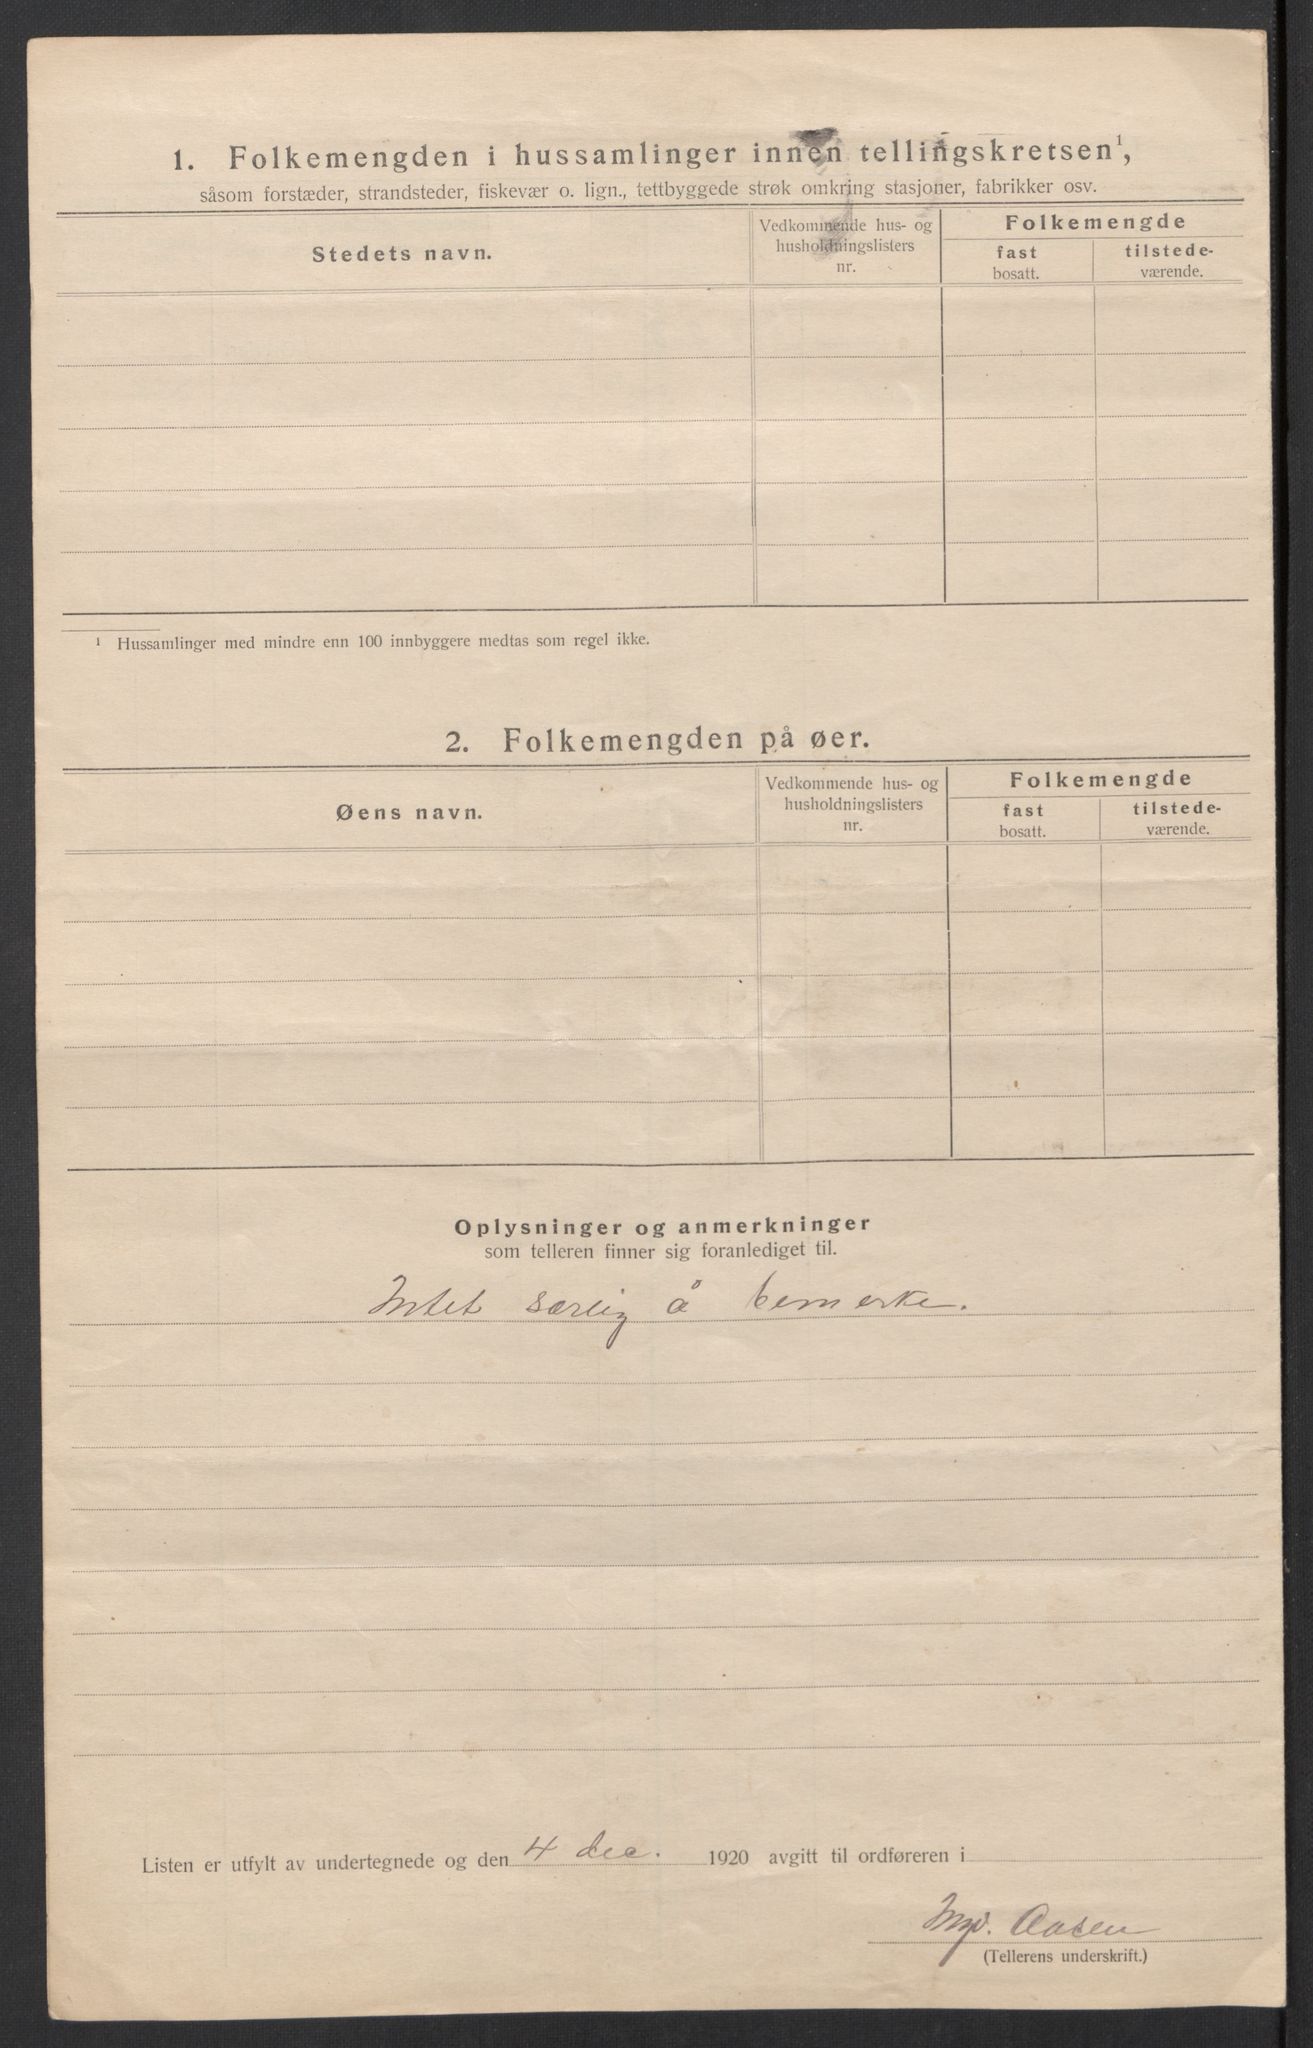 1. Folkemengden i hussamlinger innen tellingskretsen¹,
såsom forstæder, strandsteder, fiskevær o. lign., tettbyggede strøk omkring stasjoner, fabrikker osv.
Stedets navn.
Vedkommende hus- og
husholdningslisters
nr.
Folkemengde
fast
bosatt.
tilstede-
værende.
¹ Hussamlinger med mindre enn 100 innbyggere medtas som regel ikke.
2. Folkemengden på øer.
Øens navn.
Vedkommende hus- og
husholdningslisters
nr.
Folkemengde
fast
bosatt.
tilstede-
værende.
Oplysninger og anmerkninger
som telleren finner sig foranlediget til.
Intet særlig å bemerke.
Listen er utfylt av undertegnede og den 4 dec. 1920 avgitt til ordføreren i
Aasen
(Tellerens underskrift.)